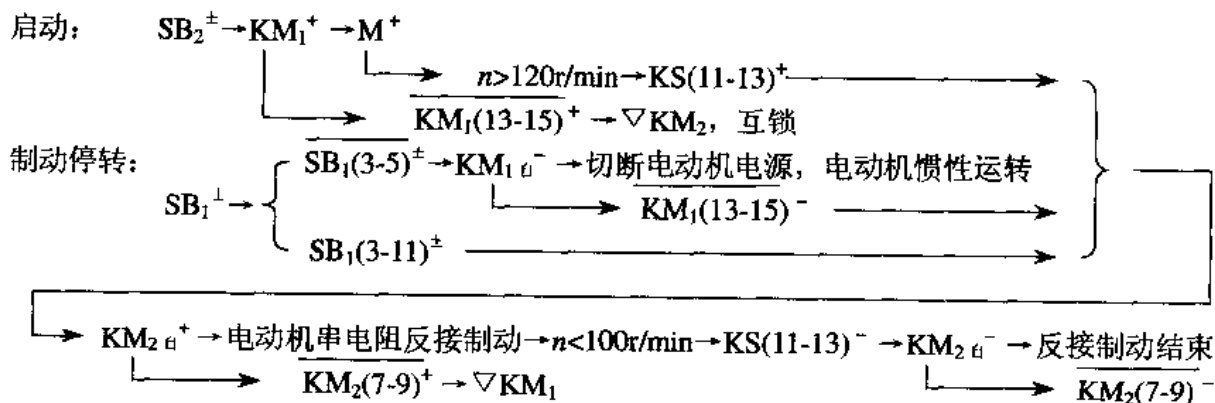 启动： SB₂± → KM₁⁺ → M⁺
n>120r/min → KS(11-13)⁺
KM₁(13-15)⁺ → ▽KM₂，互锁
制动停转：
SB₁(3-5)± → KM₁自⁻ → 切断电动机电源，电动机惯性运转
SB₁± →
KM₁(13-15)⁻
SB₁(3-11)±
KM₂自⁺ → 电动机串电阻反接制动 → n<100r/min → KS(11-13)⁻ → KM₂自⁻ → 反接制动结束
KM₂(7-9)⁺ → ▽KM₁
KM₂(7-9)⁻